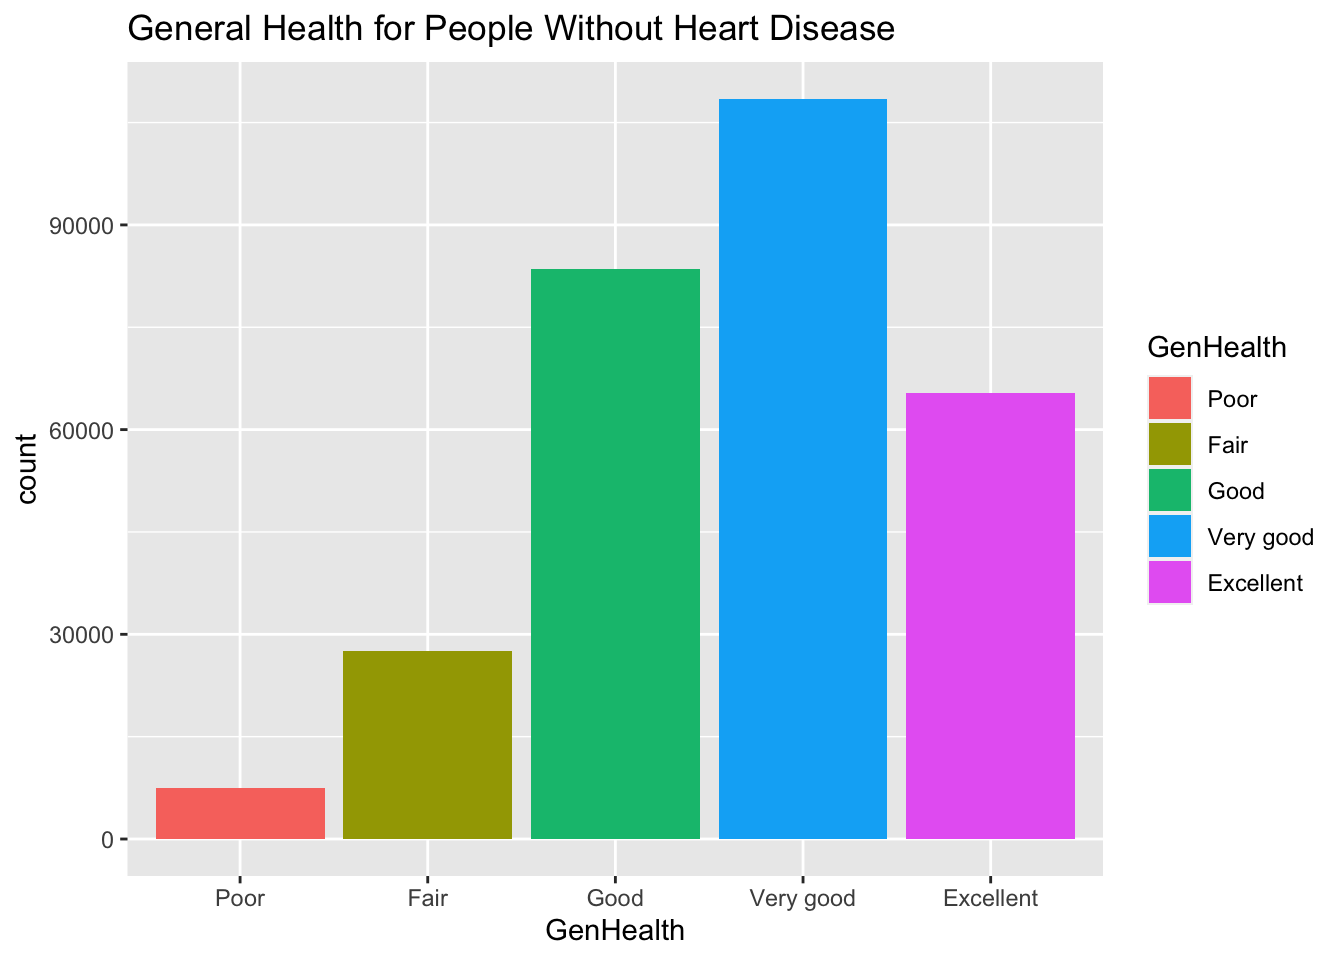 General Health for People Without Heart Disease
count
90000
60000
30000
0
Poor Fair Good Very good Excellent
GenHealth
GenHealth
Poor
Fair
Good
Very good
Excellent